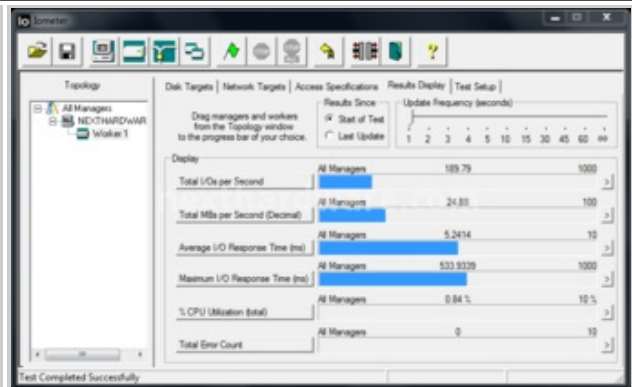 Iometer
Topology
All Managers
NEXTHARDWAR
Worker 1
Disk Targets
Network Targets
Access Specifications
Results Display
Test Setup
Drag managers and workers
from the Topology window
to the progress bar of your choice.
Results Since
Start of Test
Last Update
Update Frequency (seconds)
1 2 3 4 5 10 15 30 45 60 ∞
Display
All Managers 189.79 1000
Total I/Os per Second
All Managers 24.88 100
Total MBs per Second (Decimal)
All Managers 5.2414 10
Average I/O Response Time (ms)
All Managers 533.9339 1000
Maximum I/O Response Time (ms)
All Managers 0.84 % 10 %
% CPU Utilization (total)
All Managers 0 10
Total Error Count
Test Completed Successfully